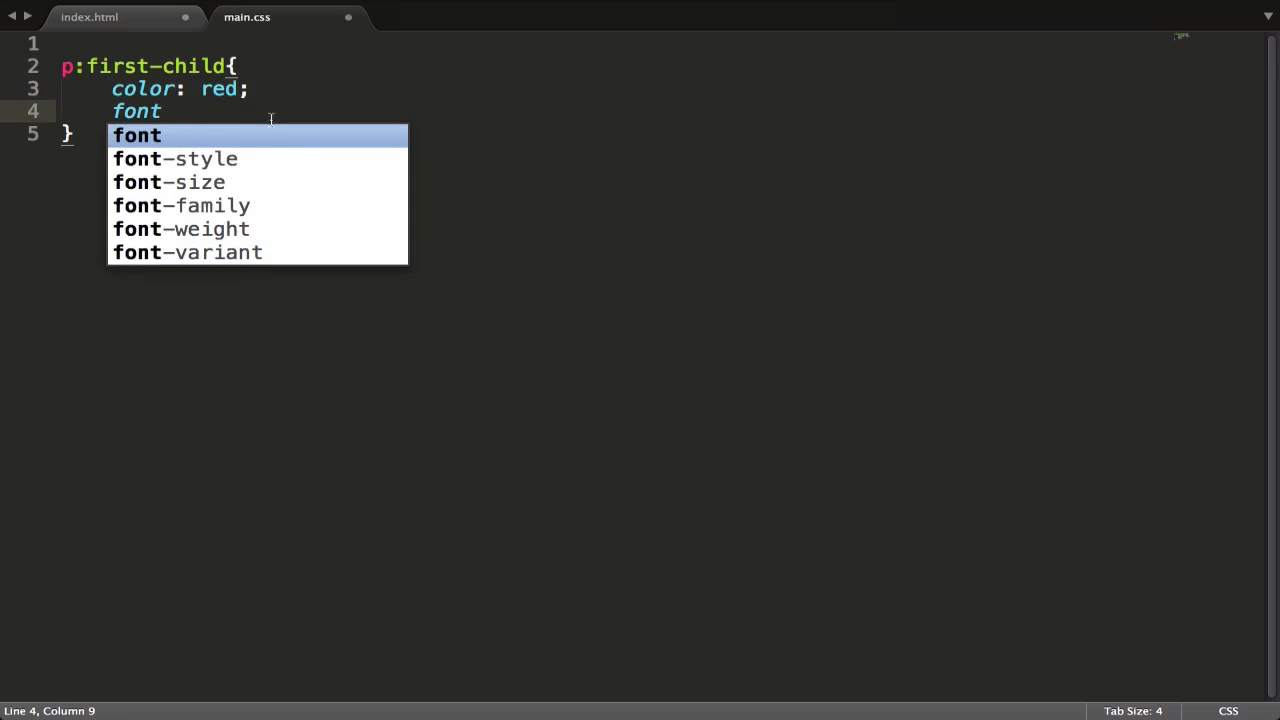 index.html
main.css
1
2 p:first-child{
3 color: red;
4 font
5 }
font
font-style
font-size
font-family
font-weight
font-variant
Line 4, Column 9
Tab Size: 4
CSS